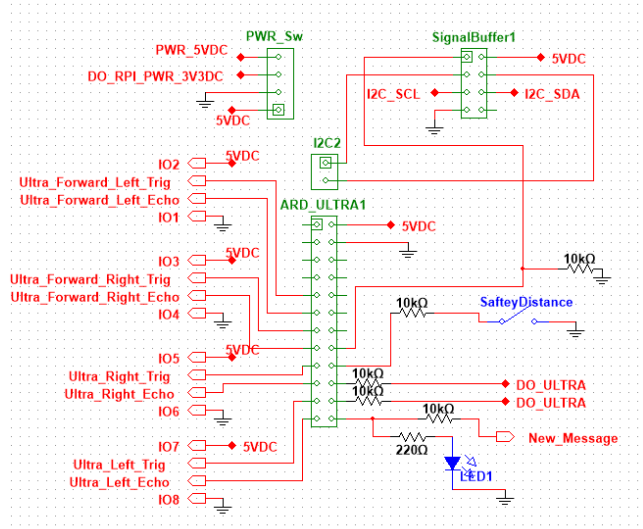 PWR_Sw
SignalBuffer1
PWR_5VDC
5VDC
DO_RPI_PWR_3V3DC
I2C_SCL
I2C_SDA
5VDC
I2C2
IO2
5VDC
Ultra_Forward_Left_Trig
Ultra_Forward_Left_Echo
IO1
ARD_ULTRA1
5VDC
IO3
5VDC
Ultra_Forward_Right_Trig
Ultra_Forward_Right_Echo
IO4
10kΩ
10kΩ
SafteyDistance
IO5
5VDC
Ultra_Right_Trig
Ultra_Right_Echo
IO6
10kΩ
DO_ULTRA
10kΩ
DO_ULTRA
10kΩ
New_Message
220Ω
LED1
IO7
5VDC
Ultra_Left_Trig
Ultra_Left_Echo
IO8